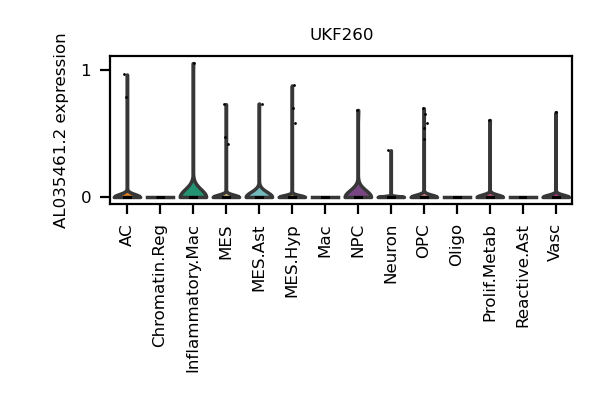 UKF260
AL035461.2 expression
1
0
AC
Chromatin.Reg
Inflammatory.Mac
MES
MES.Ast
MES.Hyp
Mac
NPC
Neuron
OPC
Oligo
Prolif.Metab
Reactive.Ast
Vasc